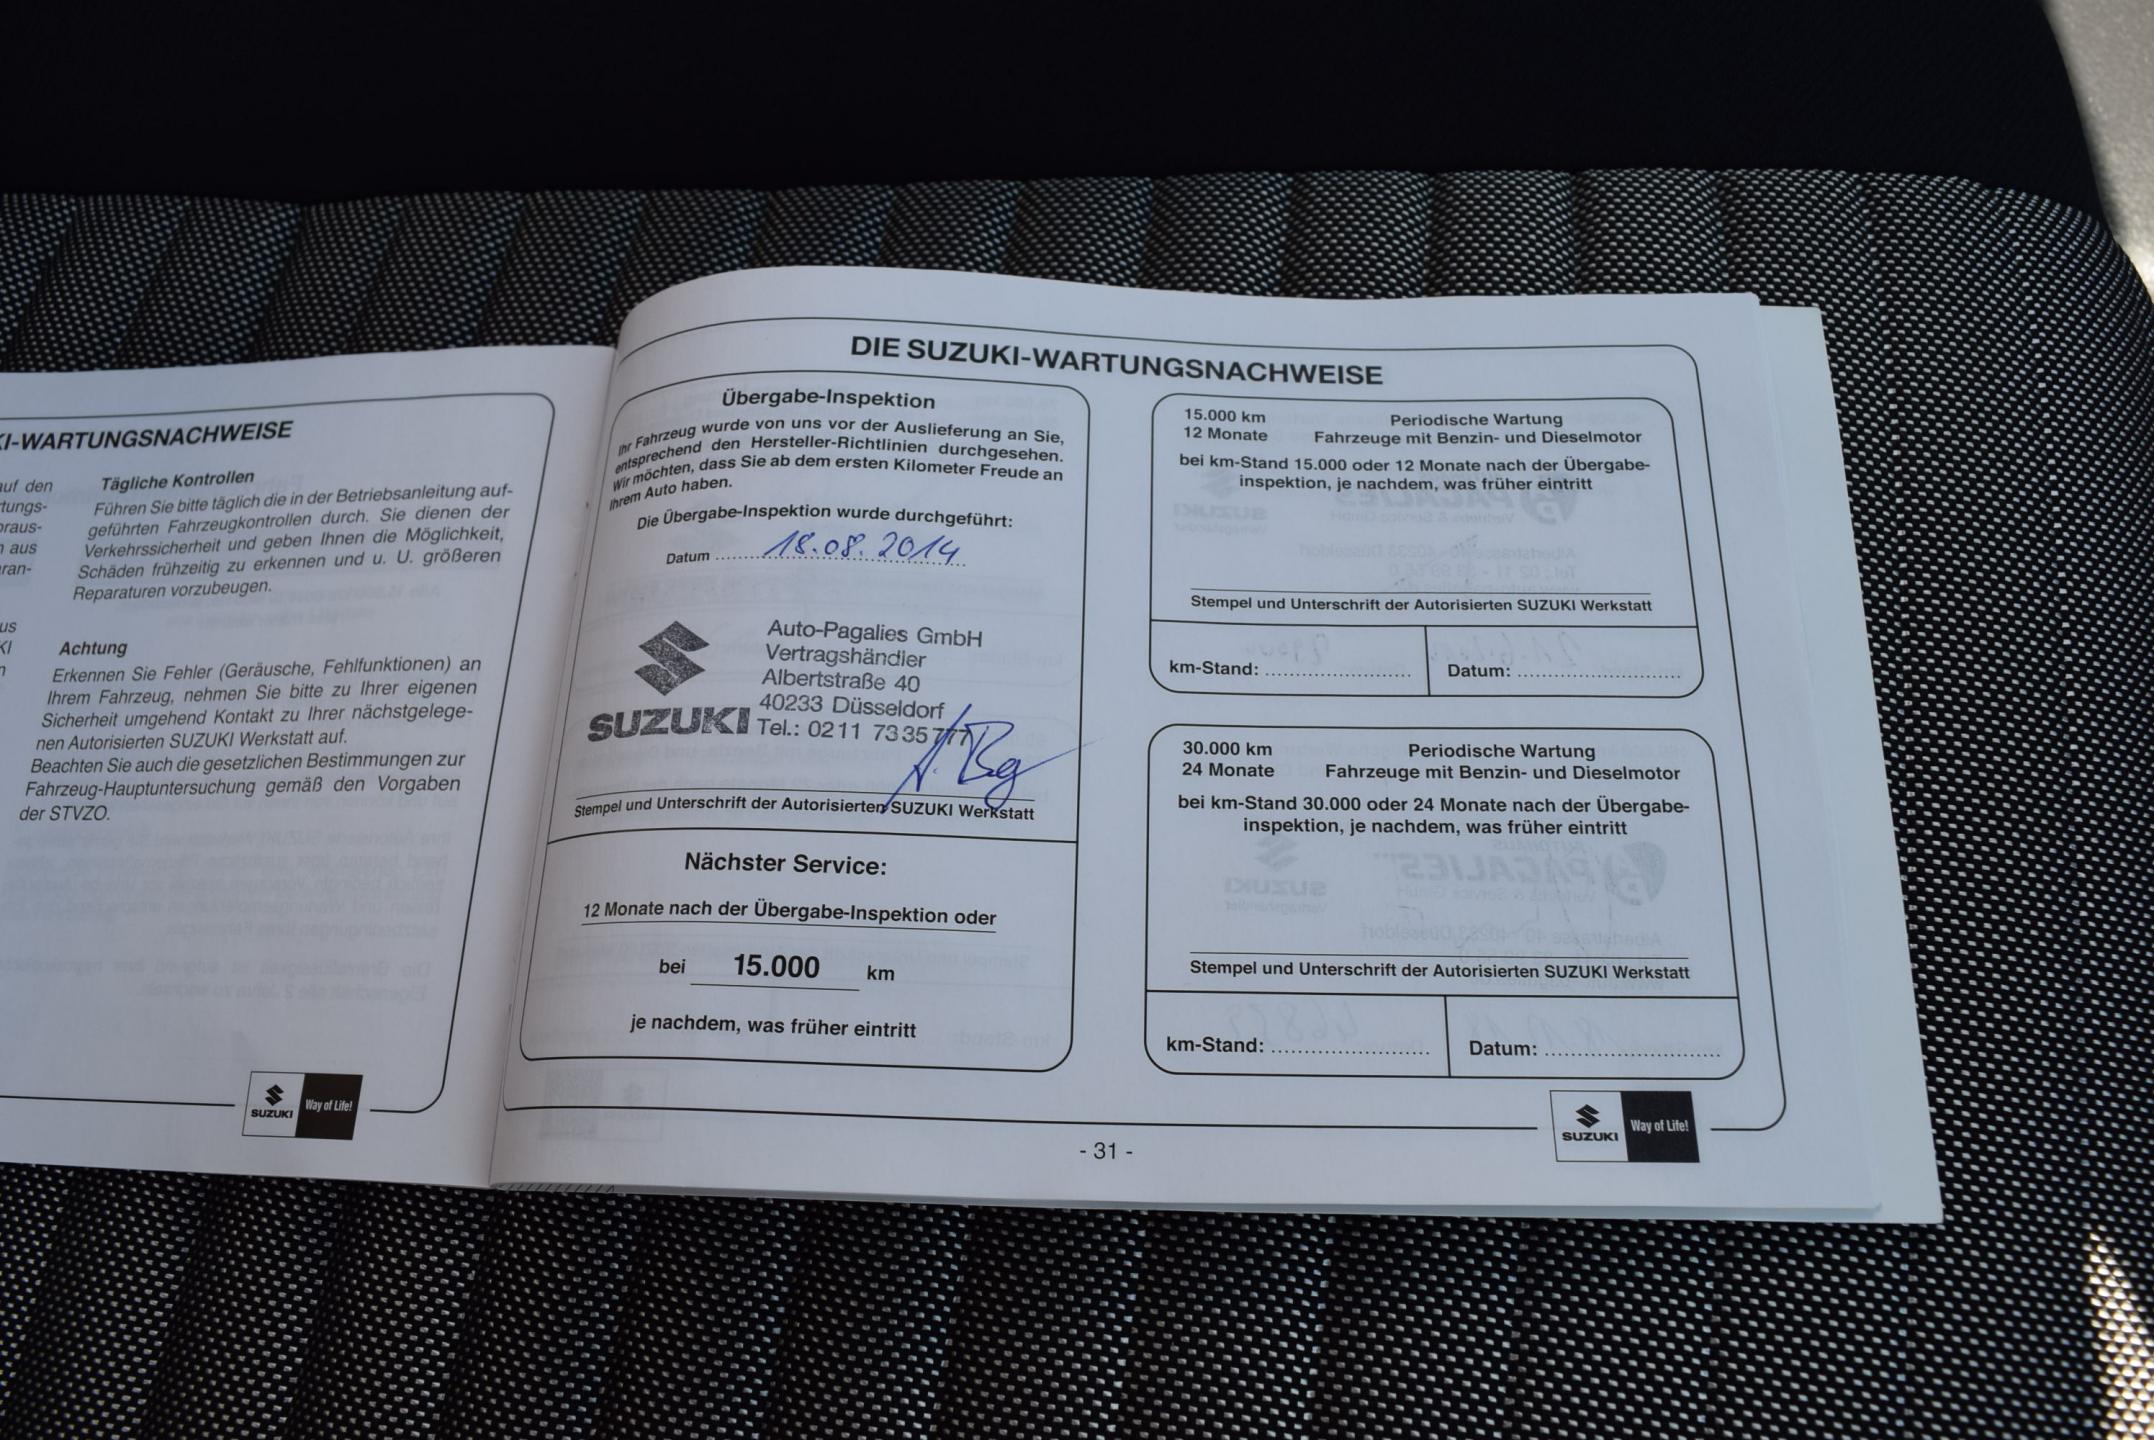 KI-WARTUNGSNACHWEISE
auf den
rtungs-
oraus-
n aus
ran-
us
KI
n
Tägliche Kontrollen
Führen Sie bitte täglich die in der Betriebsanleitung auf-
geführten Fahrzeugkontrollen durch. Sie dienen der
Verkehrssicherheit und geben Ihnen die Möglichkeit,
Schäden frühzeitig zu erkennen und u. U. größeren
Reparaturen vorzubeugen.
Achtung
Erkennen Sie Fehler (Geräusche, Fehlfunktionen) an
Ihrem Fahrzeug, nehmen Sie bitte zu Ihrer eigenen
Sicherheit umgehend Kontakt zu Ihrer nächstgelege-
nen Autorisierten SUZUKI Werkstatt auf.
Beachten Sie auch die gesetzlichen Bestimmungen zur
Fahrzeug-Hauptuntersuchung gemäß den Vorgaben
der STVZO.
SUZUKI
Way of Life!
DIE SUZUKI-WARTUNGSNACHWEISE
Übergabe-Inspektion
Ihr Fahrzeug wurde von uns vor der Auslieferung an Sie,
entsprechend den Hersteller-Richtlinien durchgesehen.
Wir möchten, dass Sie ab dem ersten Kilometer Freude an
Ihrem Auto haben.
Die Übergabe-Inspektion wurde durchgeführt:
Datum 18.08.2014
SUZUKI
Auto-Pagalies GmbH
Vertragshändler
Albertstraße 40
40233 Düsseldorf
Tel.: 0211 7335777
Stempel und Unterschrift der Autorisierten SUZUKI Werkstatt
Nächster Service:
12 Monate nach der Übergabe-Inspektion oder
bei 15.000 km
je nachdem, was früher eintritt
15.000 km Periodische Wartung
12 Monate Fahrzeuge mit Benzin- und Dieselmotor
bei km-Stand 15.000 oder 12 Monate nach der Übergabe-
inspektion, je nachdem, was früher eintritt
Stempel und Unterschrift der Autorisierten SUZUKI Werkstatt
km-Stand: Datum:
30.000 km Periodische Wartung
24 Monate Fahrzeuge mit Benzin- und Dieselmotor
bei km-Stand 30.000 oder 24 Monate nach der Übergabe-
inspektion, je nachdem, was früher eintritt
Stempel und Unterschrift der Autorisierten SUZUKI Werkstatt
km-Stand: Datum:
SUZUKI
Way of Life!
- 31 -